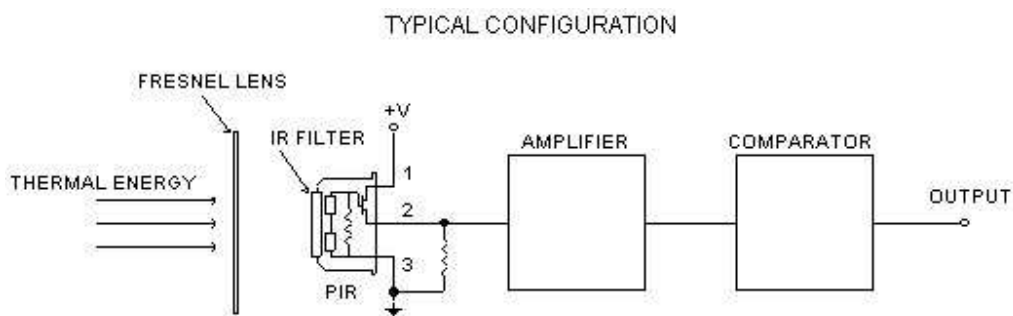 TYPICAL CONFIGURATION
FRESNEL LENS
+V
IR FILTER
AMPLIFIER
COMPARATOR
THERMAL ENERGY
1
2
3
OUTPUT
PIR